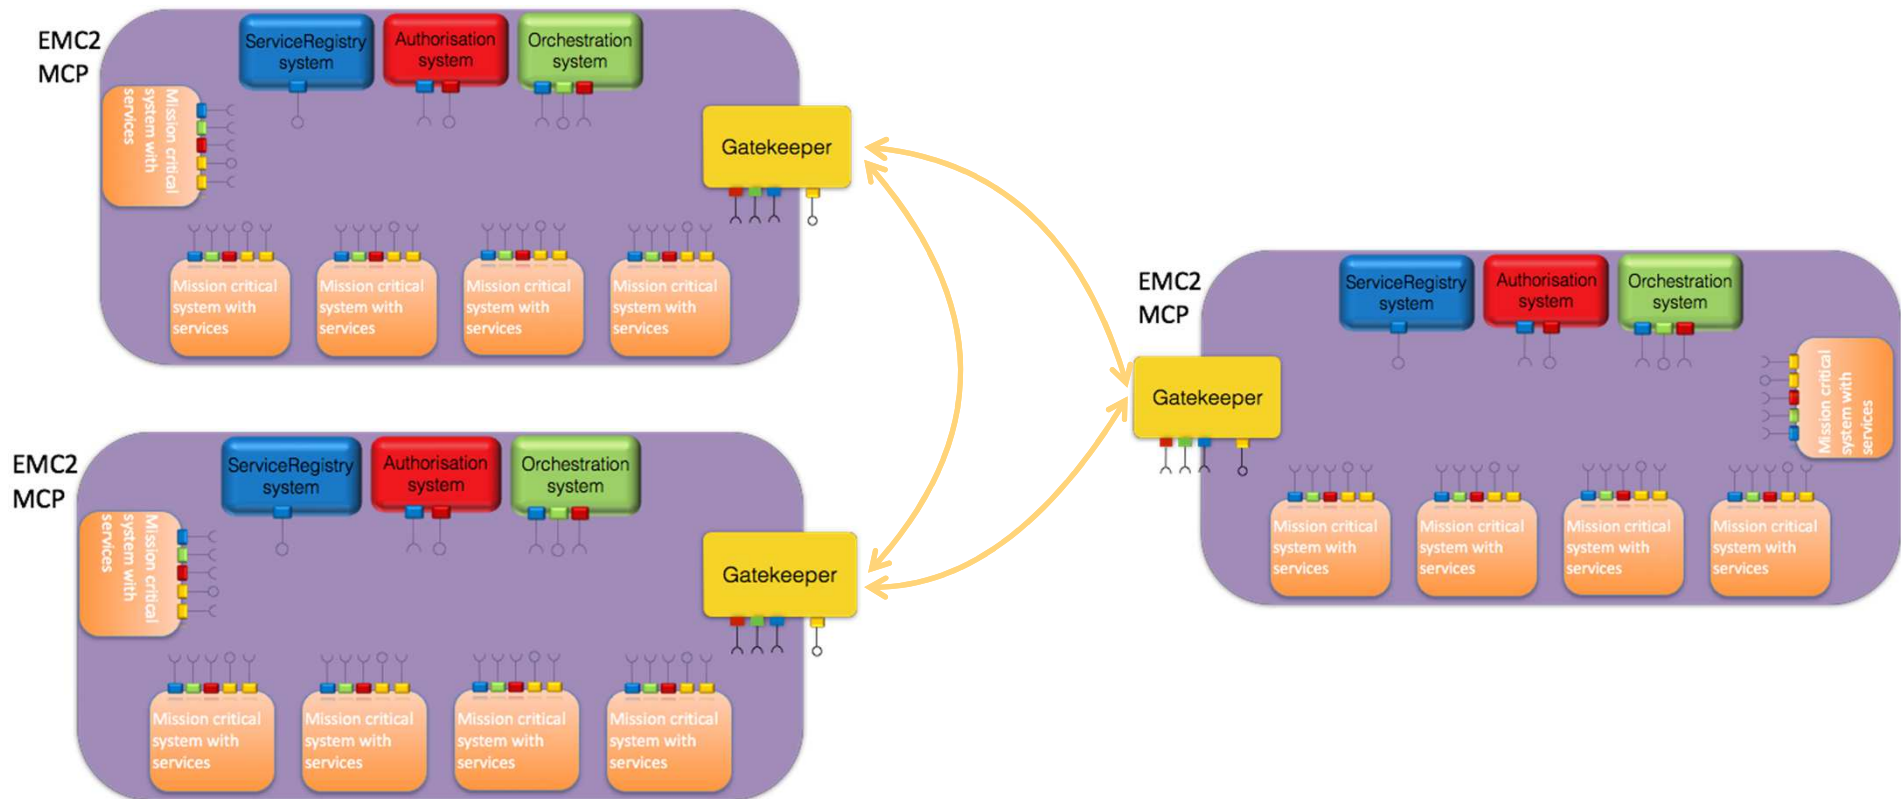 EMC2
MCP
ServiceRegistry
system
Authorisation
system
Orchestration
system
Mission critical
system with
services
Gatekeeper
Mission critical
system with
services
Mission critical
system with
services
Mission critical
system with
services
Mission critical
system with
services
EMC2
MCP
ServiceRegistry
system
Authorisation
system
Orchestration
system
Gatekeeper
Mission critical
system with
services
Mission critical
system with
services
Mission critical
system with
services
Mission critical
system with
services
Mission critical
system with
services
EMC2
MCP
ServiceRegistry
system
Authorisation
system
Orchestration
system
Mission critical
system with
services
Gatekeeper
Mission critical
system with
services
Mission critical
system with
services
Mission critical
system with
services
Mission critical
system with
services